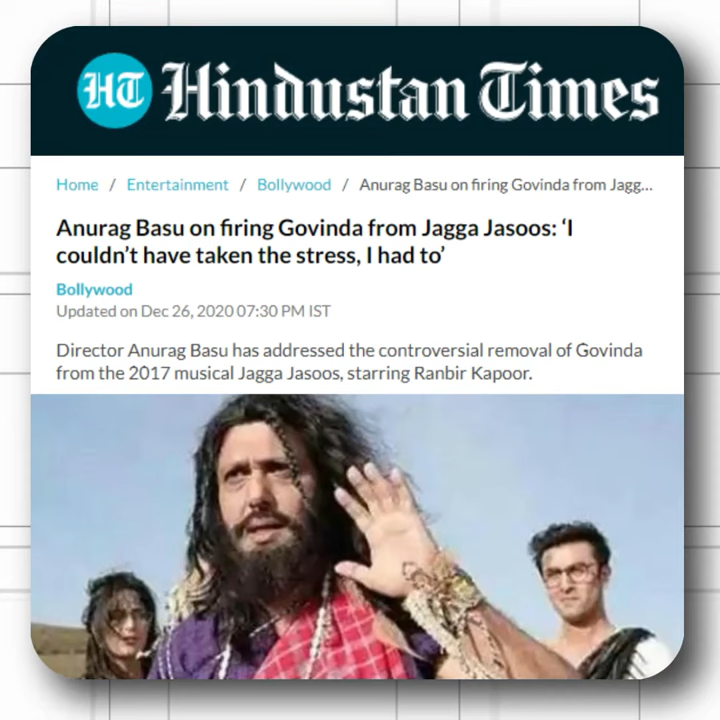 HT Hindustan Times
Home / Entertainment / Bollywood / Anurag Basu on firing Govinda from Jagg...
Anurag Basu on firing Govinda from Jagga Jasoos: ‘I
couldn’t have taken the stress, I had to’
Bollywood
Updated on Dec 26, 2020 07:30 PM IST
Director Anurag Basu has addressed the controversial removal of Govinda
from the 2017 musical Jagga Jasoos, starring Ranbir Kapoor.